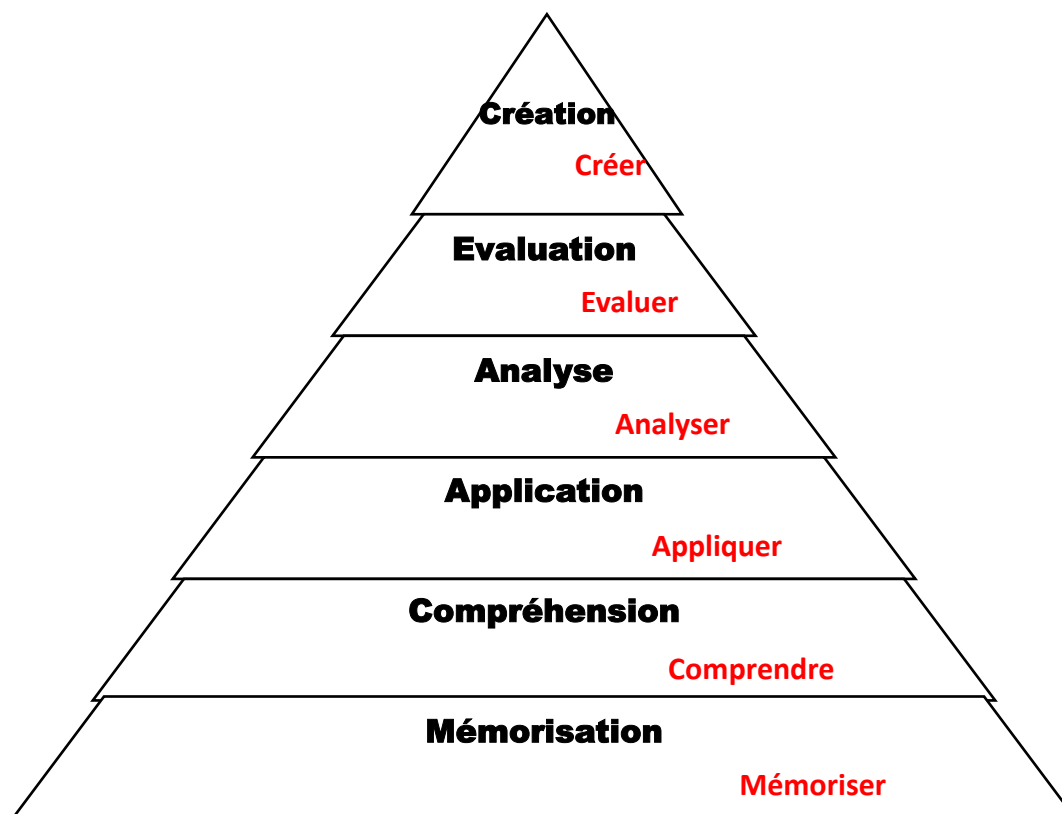 Création
Créer
Evaluation
Evaluer
Analyse
Analyser
Application
Appliquer
Compréhension
Comprendre
Mémorisation
Mémoriser